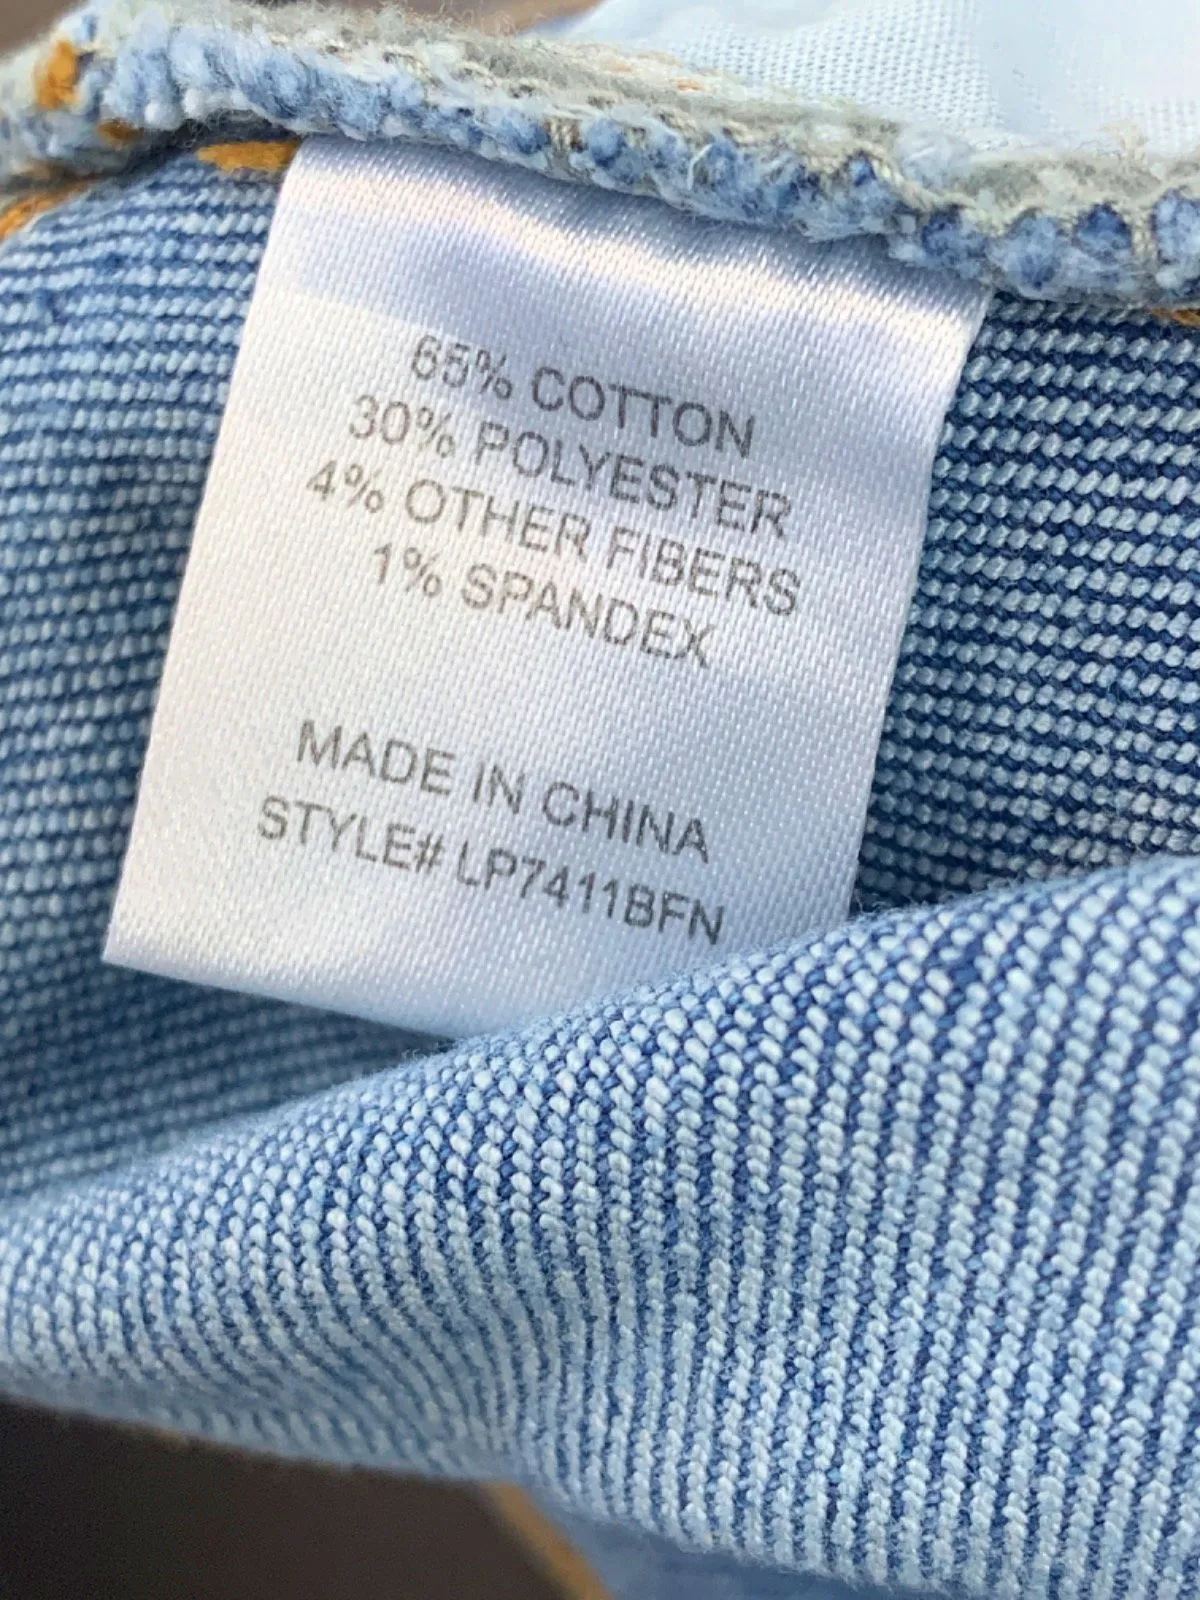 65% COTTON
30% POLYESTER
4% OTHER FIBERS
1% SPANDEX
MADE IN CHINA
STYLE# LP7411BFN